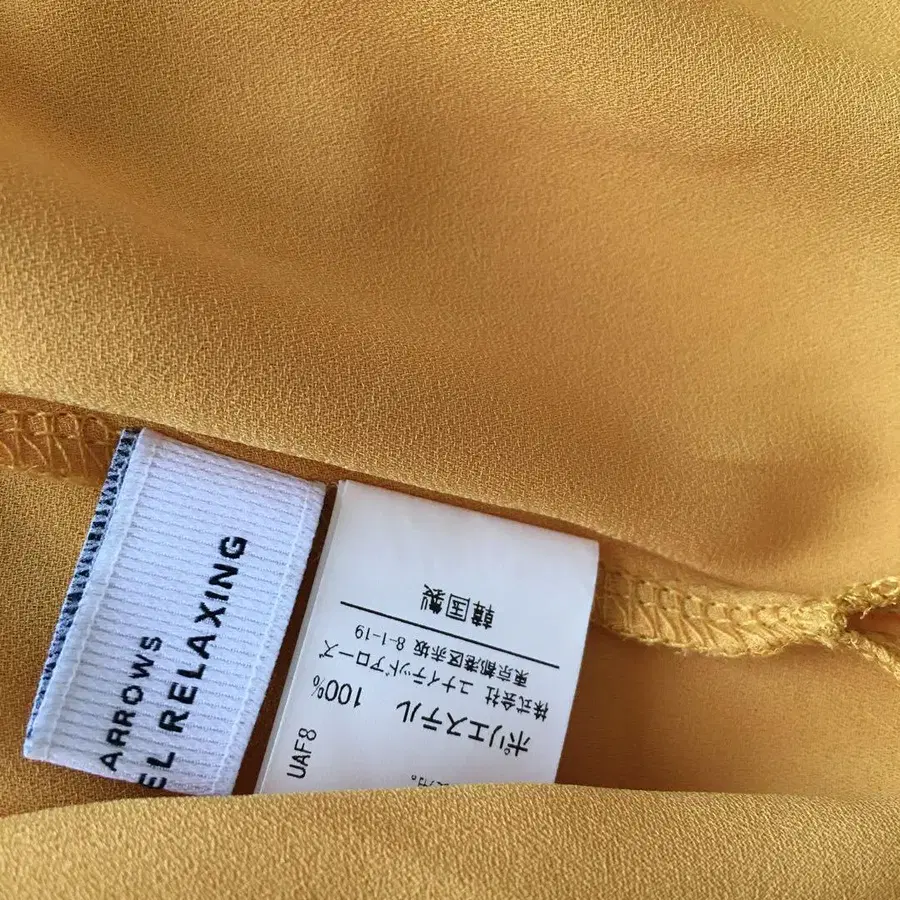 ARROWS
EL RELAXING
ポリエステル 100%
株式会社 ユナイテッドアローズ
東京都港区赤坂 8-1-19
韓国製
UAF8